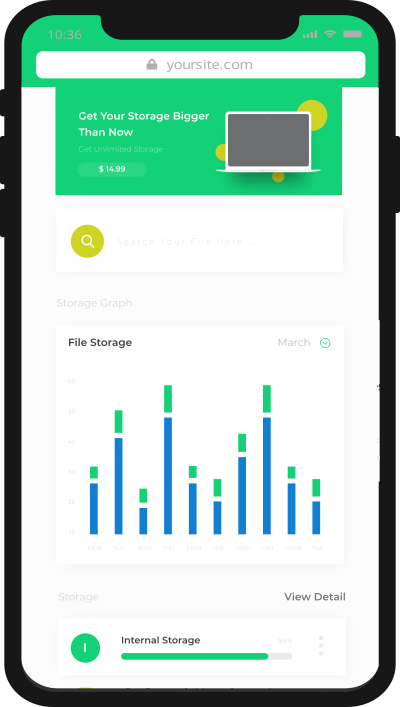 10:36
yoursite.com
Get Your Storage Bigger
Than Now
Get Unlimited Storage
$ 14.99
Search Your File Here ...
Storage Graph
File Storage
March
MON TUE WED THU MON TUE WED THU MON TUE
Storage
View Detail
I
Internal Storage